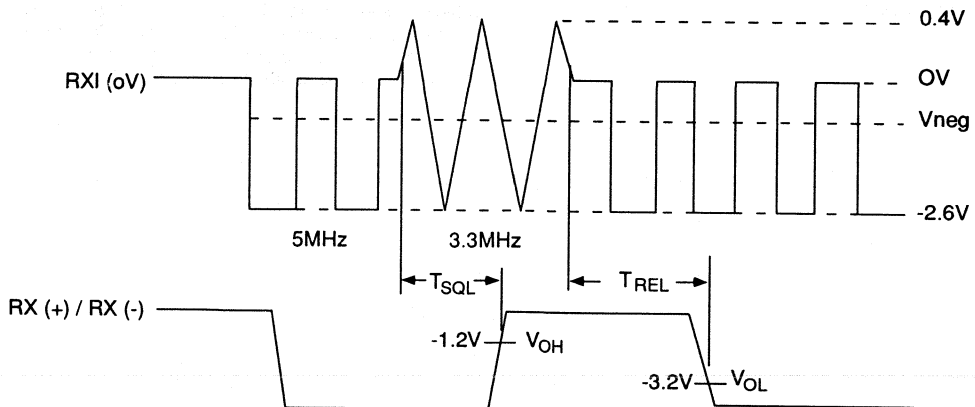 0.4V
RXI (oV)
OV
Vneg
-2.6V
5MHz
3.3MHz
TSQL
TREL
RX (+) / RX (-)
-1.2V
VOH
-3.2V
VOL